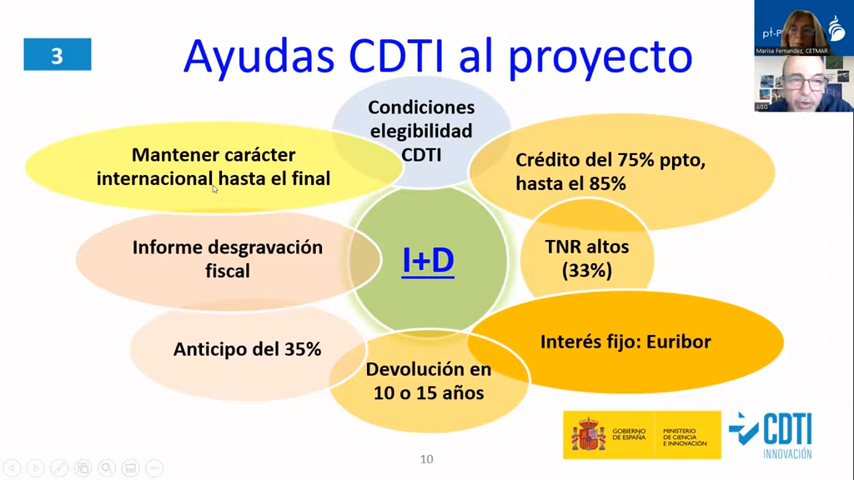 3
Ayudas CDTI al proyecto
Condiciones
elegibilidad
CDTI
Mantener carácter
internacional hasta el final
Crédito del 75% ppto,
hasta el 85%
Informe desgravación
fiscal
I+D
TNR altos
(33%)
Anticipo del 35%
Interés fijo: Euribor
Devolución en
10 o 15 años
GOBIERNO
DE ESPAÑA
MINISTERIO
DE CIENCIA
E INNOVACIÓN
CDTI
INNOVACIÓN
10
Marisa Fernandez, CETMAR